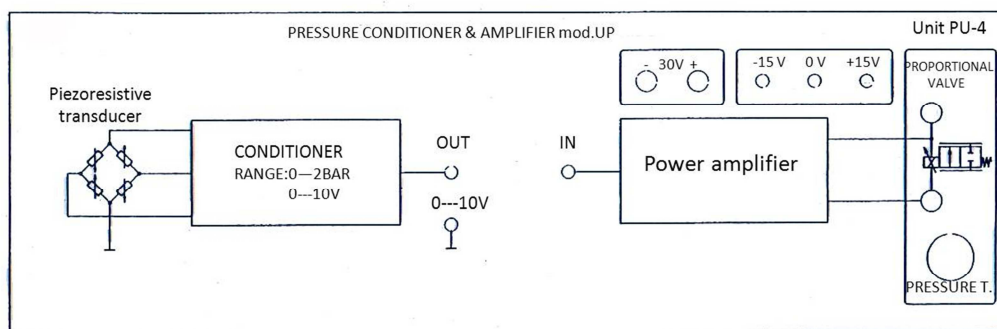 PRESSURE CONDITIONER & AMPLIFIER mod.UP
Unit PU-4
- 30V +
-15 V 0 V +15V
PROPORTIONAL
VALVE
Piezoresistive
transducer
CONDITIONER
RANGE:0—2BAR
0---10V
OUT
0---10V
IN
Power amplifier
PRESSURE T.